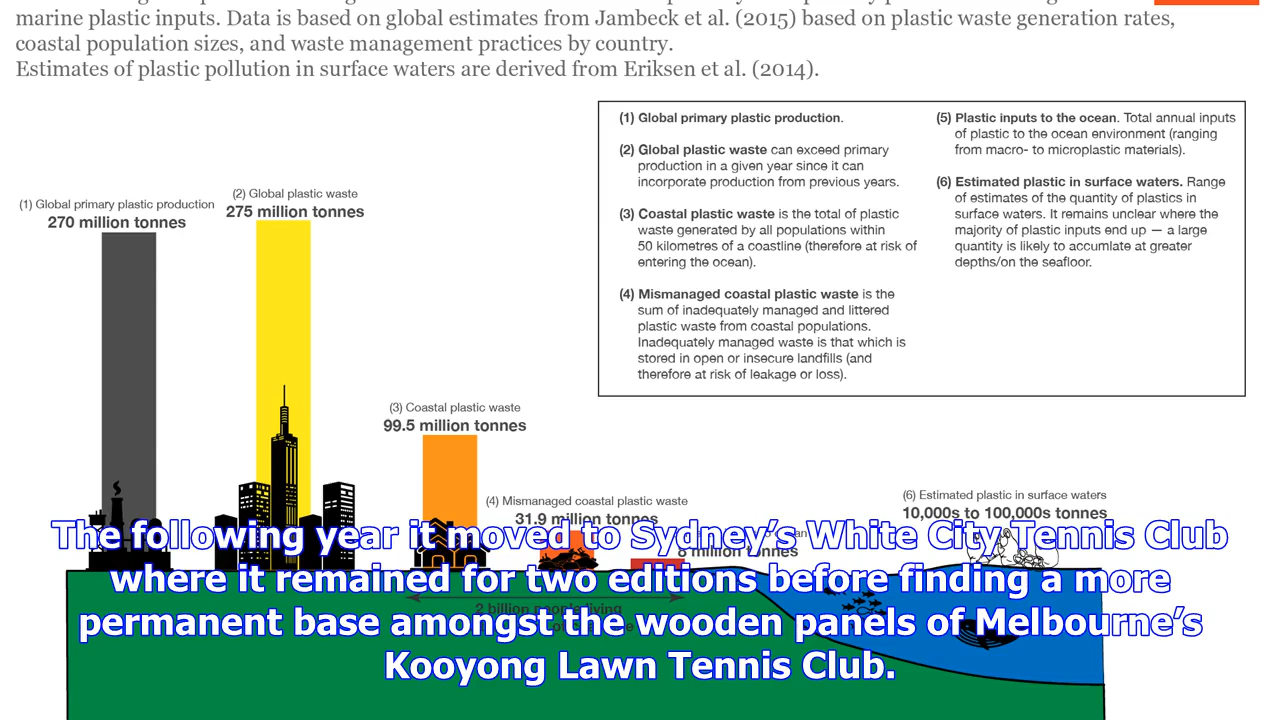 marine plastic inputs. Data is based on global estimates from Jambeck et al. (2015) based on plastic waste generation rates,
coastal population sizes, and waste management practices by country.
Estimates of plastic pollution in surface waters are derived from Eriksen et al. (2014).
(1) Global primary plastic production.
(2) Global plastic waste can exceed primary
production in a given year since it can
incorporate production from previous years.
(3) Coastal plastic waste is the total of plastic
waste generated by all populations within
50 kilometres of a coastline (therefore at risk of
entering the ocean).
(4) Mismanaged coastal plastic waste is the
sum of inadequately managed and littered
plastic waste from coastal populations.
Inadequately managed waste is that which is
stored in open or insecure landfills (and
therefore at risk of leakage or loss).
(5) Plastic inputs to the ocean. Total annual inputs
of plastic to the ocean environment (ranging
from macro- to microplastic materials).
(6) Estimated plastic in surface waters. Range
of estimates of the quantity of plastics in
surface waters. It remains unclear where the
majority of plastic inputs end up — a large
quantity is likely to accumlate at greater
depths/on the seafloor.
(1) Global primary plastic production
270 million tonnes
(2) Global plastic waste
275 million tonnes
(3) Coastal plastic waste
99.5 million tonnes
(4) Mismanaged coastal plastic waste
31.9 million tonnes
8 million tonnes
(6) Estimated plastic in surface waters
10,000s to 100,000s tonnes
2 billion people living
The following year it moved to Sydney's White City Tennis Club
where it remained for two editions before finding a more
permanent base amongst the wooden panels of Melbourne's
Kooyong Lawn Tennis Club.